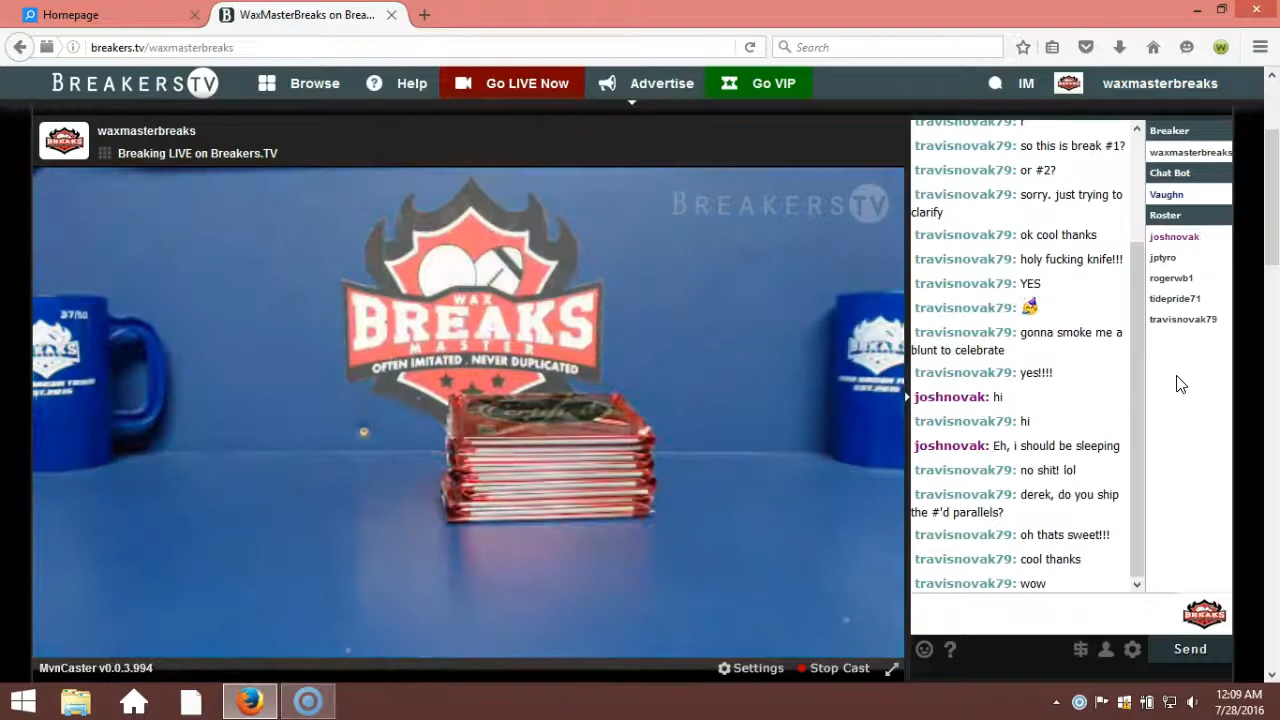 Homepage
WaxMasterBreaks on Brea...
breakers.tv/waxmasterbreaks
Search
BREAKERSTV
Browse
Help
Go LIVE Now
Advertise
Go VIP
IM
waxmasterbreaks
waxmasterbreaks
Breaking LIVE on Breakers.TV
BREAKERSTV
WAX
BREAKS
MASTER
OFTEN IMITATED, NEVER DUPLICATED
37/50
travisnovak79: r
travisnovak79: so this is break #1?
travisnovak79: or #2?
travisnovak79: sorry. just trying to
clarify
travisnovak79: ok cool thanks
travisnovak79: holy fucking knife!!!
travisnovak79: YES
travisnovak79:
travisnovak79: gonna smoke me a
blunt to celebrate
travisnovak79: yes!!!!
joshnovak: hi
travisnovak79: hi
joshnovak: Eh, i should be sleeping
travisnovak79: no shit! lol
travisnovak79: derek, do you ship
the #'d parallels?
travisnovak79: oh thats sweet!!!
travisnovak79: cool thanks
travisnovak79: wow
Breaker
waxmasterbreaks
Chat Bot
Vaughn
Roster
joshnovak
jptyro
rogerwb1
tidepride71
travisnovak79
BREAKS
Send
MvnCaster v0.0.3.994
Settings
Stop Cast
12:09 AM
7/28/2016